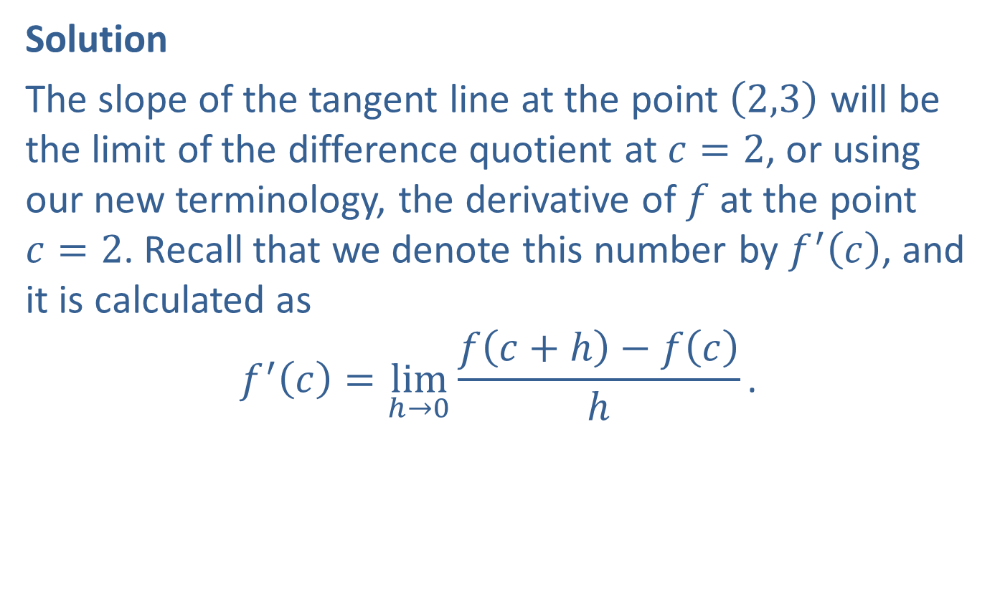 Solution
The slope of the tangent line at the point (2,3) will be
the limit of the difference quotient at c = 2, or using
our new terminology, the derivative of f at the point
c = 2. Recall that we denote this number by f′(c), and
it is calculated as
f′(c) = lim_{h→0} \frac{f(c + h) − f(c)}{h}.